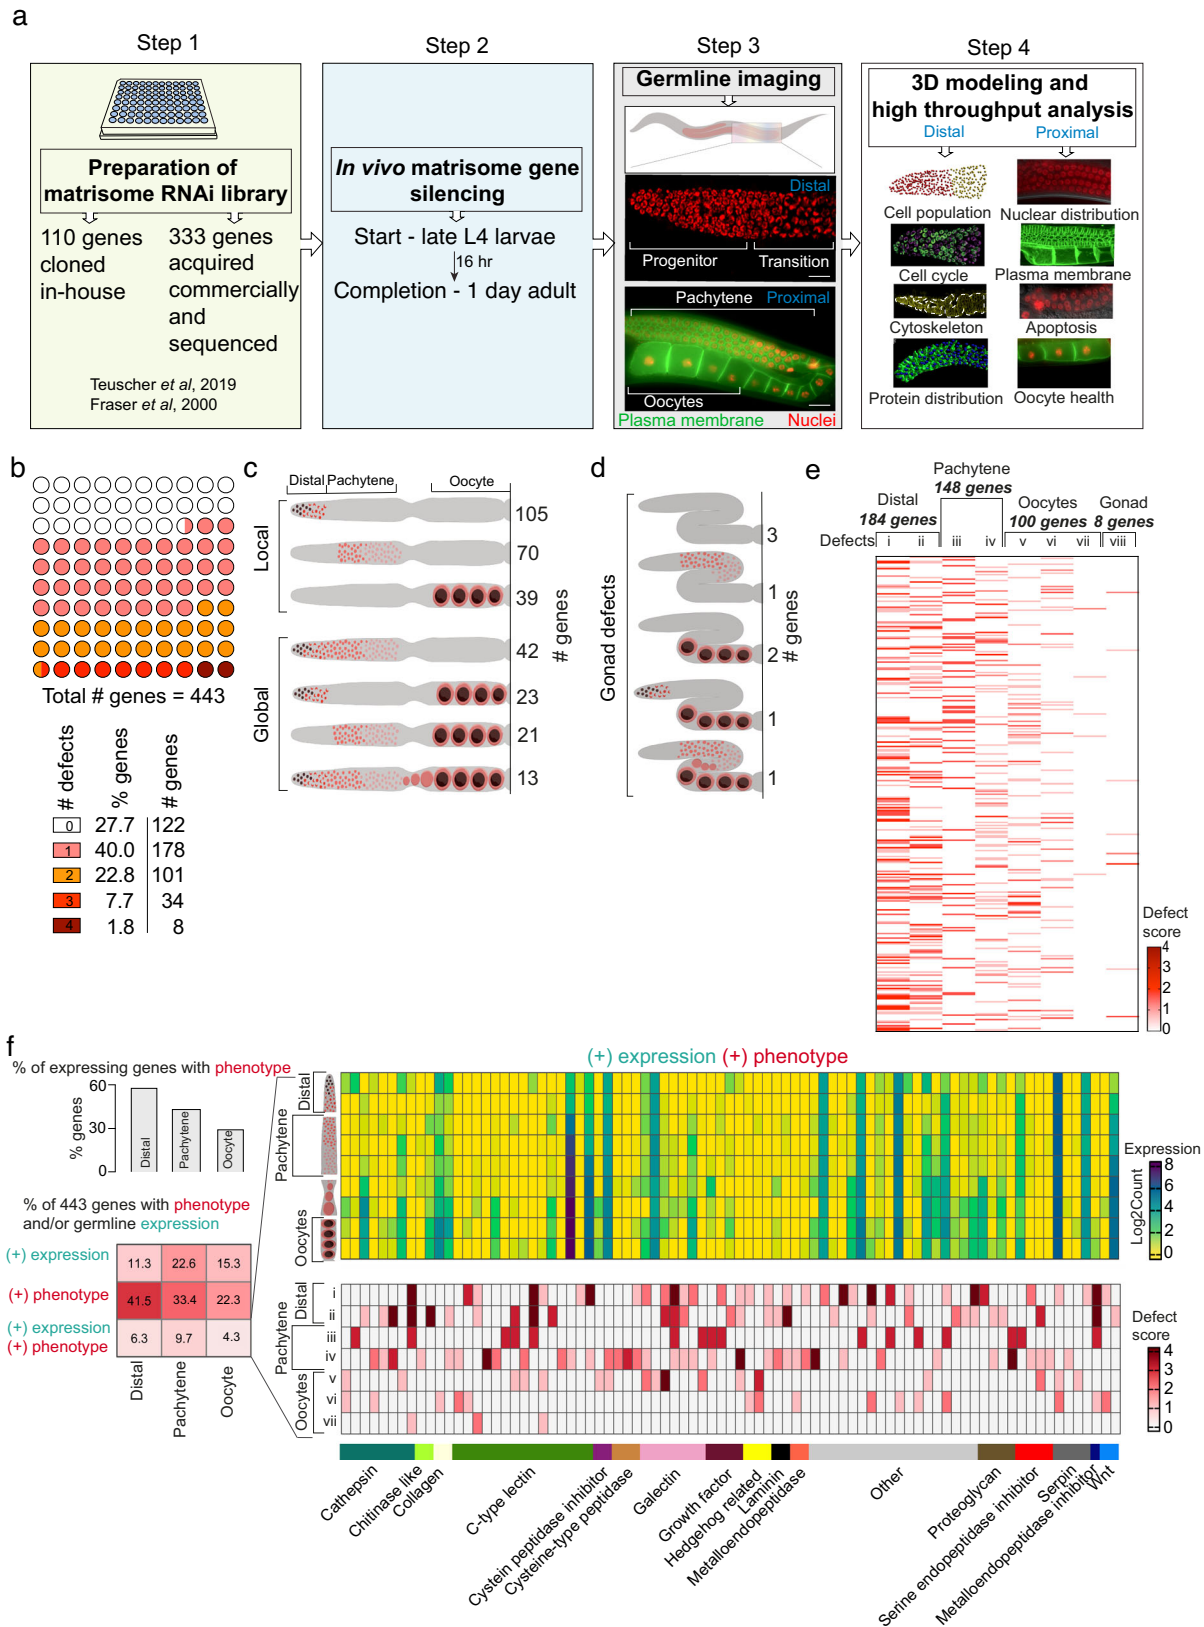 a
Step 1
Step 2
Step 3
Step 4
Preparation of
matrisome RNAi library
110 genes
cloned
in-house
333 genes
acquired
commercially
and
sequenced
Teuscher et al, 2019
Fraser et al, 2000
In vivo matrisome gene
silencing
Start - late L4 larvae
16 hr
Completion - 1 day adult
Germline imaging
Distal
Progenitor
Transition
Pachytene
Proximal
Oocytes
Plasma membrane
Nuclei
3D modeling and
high throughput analysis
Distal
Proximal
Cell population
Nuclear distribution
Cell cycle
Plasma membrane
Cytoskeleton
Apoptosis
Protein distribution
Oocyte health
b
Total # genes = 443
# defects
% genes
# genes
0 27.7 122
1 40.0 178
2 22.8 101
3 7.7 34
4 1.8 8
c
Distal
Pachytene
Oocyte
Local
105
70
39
Global
42
23
21
13
# genes
d
Gonad defects
3
1
2
1
1
# genes
e
Pachytene
148 genes
Distal
184 genes
Oocytes
100 genes
Gonad
8 genes
Defects i ii iii iv v vi vii viii
Defect
score
4
3
2
1
0
f
% of expressing genes with phenotype
% genes
60
30
0
Distal
Pachytene
Oocyte
% of 443 genes with phenotype
and/or germline expression
(+) expression
11.3 22.6 15.3
(+) phenotype
41.5 33.4 22.3
(+) expression
(+) phenotype
6.3 9.7 4.3
Distal
Pachytene
Oocyte
(+) expression (+) phenotype
Distal
Pachytene
Oocytes
Expression
Log2Count
8
6
4
2
0
Distal
Pachytene
Oocytes
i
ii
iii
iv
v
vi
vii
Defect
score
4
3
2
1
0
Cathepsin
Chitinase like
Collagen
C-type lectin
Cystein peptidase inhibitor
Cysteine-type peptidase
Galectin
Growth factor
Hedgehog related
Laminin
Metalloendopeptidase
Other
Proteoglycan
Serine endopeptidase inhibitor
Serpin
Metalloendopeptidase inhibitor
Wnt